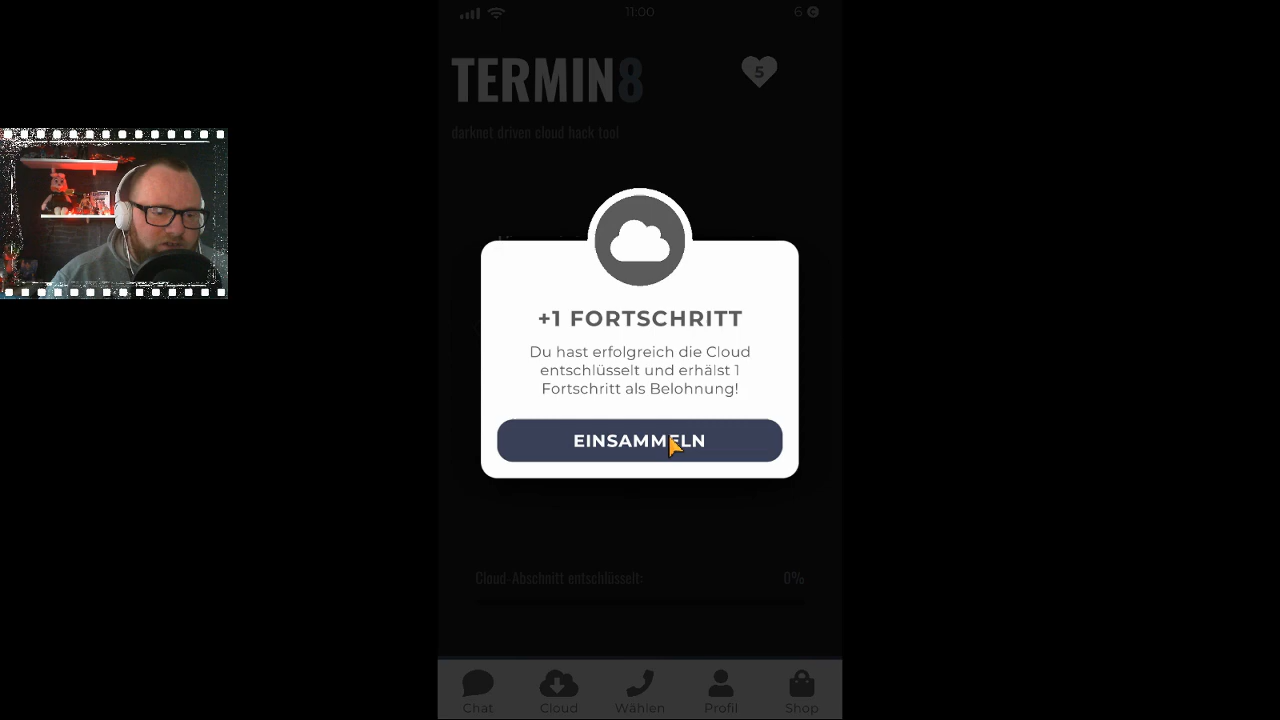 11:00
6
TERMIN8
5
darknet driven cloud hack tool
+1 FORTSCHRITT
Du hast erfolgreich die Cloud
entschlüsselt und erhälst 1
Fortschritt als Belohnung!
EINSAMMELN
Cloud-Abschnitt entschlüsselt:
0%
Chat
Cloud
Wählen
Profil
Shop